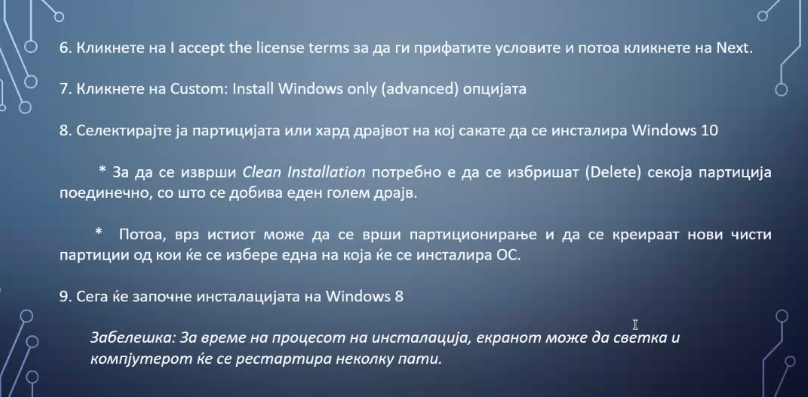 6. Кликнете на I accept the license terms за да ги прифатите условите и потоа кликнете на Next.
7. Кликнете на Custom: Install Windows only (advanced) опцијата
8. Селектирајте ја партицијата или хард драјвот на кој сакате да се инсталира Windows 10
* За да се изврши Clean Installation потребно е да се избришат (Delete) секоја партиција
поединечно, со што се добива еден голем драјв.
* Потоа, врз истиот може да се врши партиционирање и да се креираат нови чисти
партиции од кои ќе се избере една на која ќе се инсталира ОС.
9. Сега ќе започне инсталацијата на Windows 8
Забелешка: За време на процесот на инсталација, екранот може да светка и
компјутерот ќе се рестартира неколку пати.